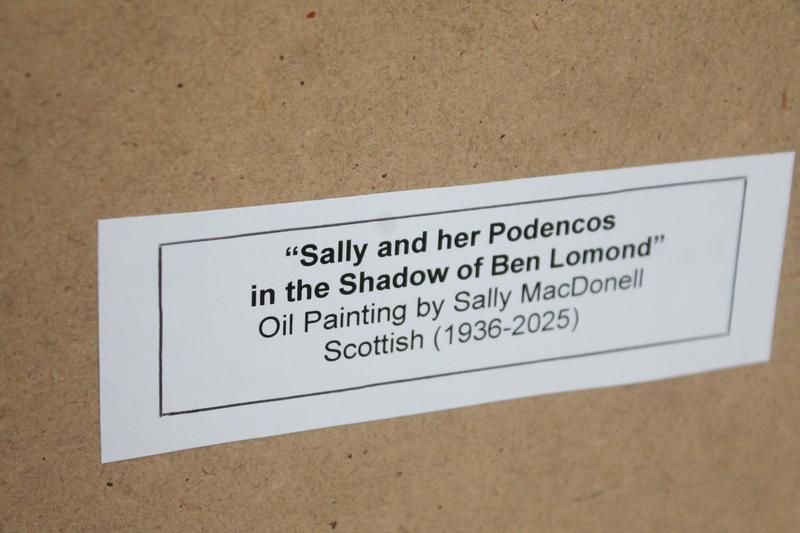 “Sally and her Podencos
in the Shadow of Ben Lomond”
Oil Painting by Sally MacDonell
Scottish (1936-2025)